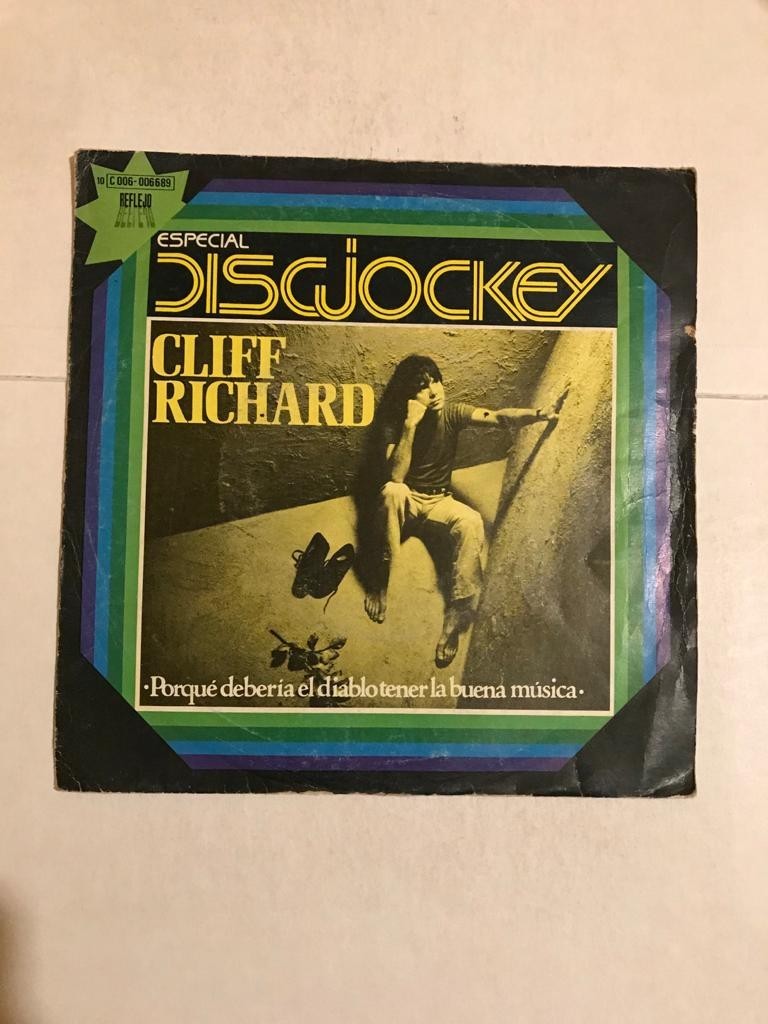 10 C 006-006689
REFLEJO
ESPECIAL
DISCJOCKEY
CLIFF
RICHARD
·Porqué debería el diablo tener la buena música·